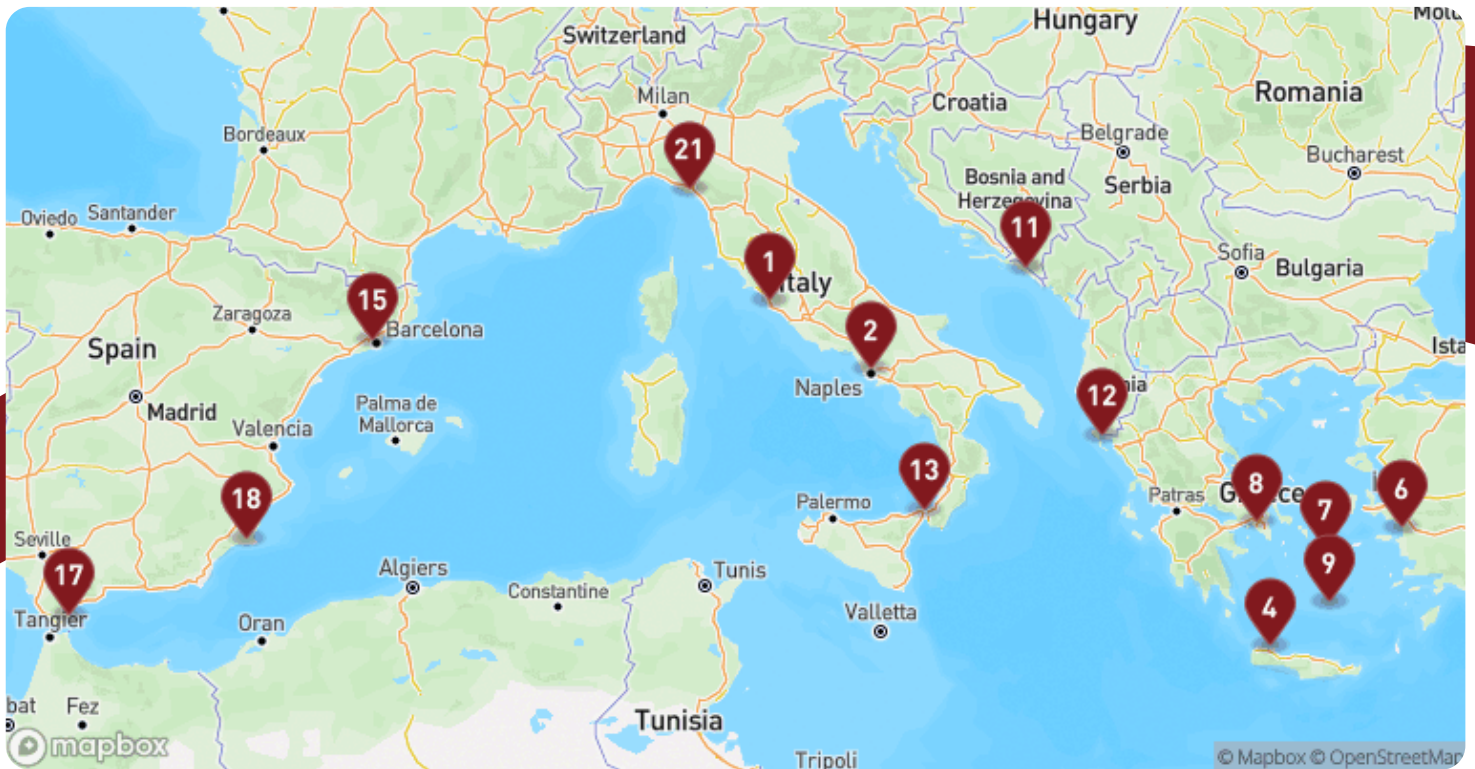 Moldo
Hungary
Switzerland
Romania
Milan
Croatia
Bordeaux
Belgrade
21
Bucharest
Bosnia and
Herzegovina
Serbia
Oviedo
Santander
11
Sofia
Bulgaria
1
Italy
15
Zaragoza
Barcelona
2
Spain
Ista
Naples
12
nia
Palma de
Mallorca
Madrid
Valencia
13
8
6
18
Palermo
Patras
Greece
7
Seville
17
Algiers
Tunis
9
Constantine
4
Tangier
Oran
Valletta
bat
Fez
Tunisia
mapbox
Tripoli
© Mapbox © OpenStreetMap